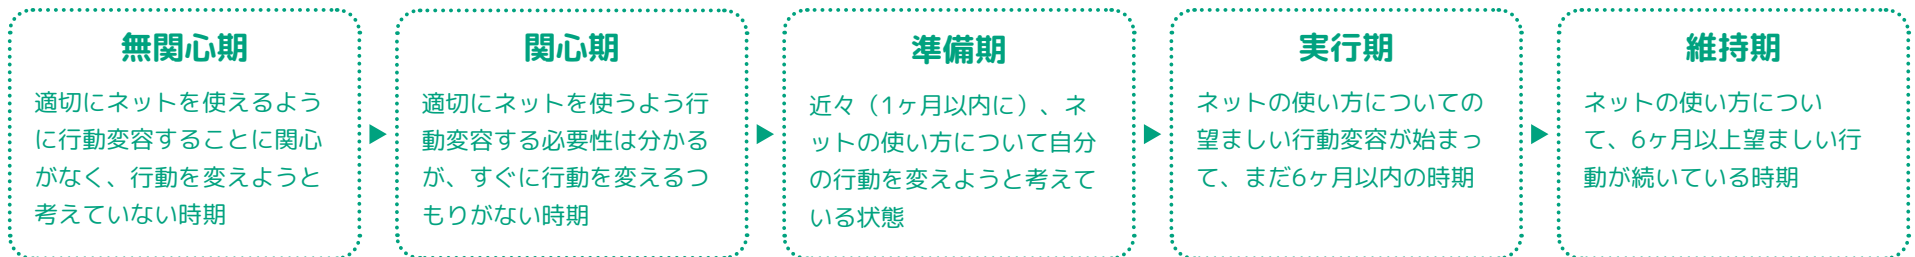 無関心期
適切にネットを使えるよう
に行動変容することに関心
がなく、行動を変えようと
考えていない時期
▶
関心期
適切にネットを使うよう行
動変容する必要性は分かる
が、すぐに行動を変えるつ
もりがない時期
▶
準備期
近々（1ヶ月以内に）、ネ
ットの使い方について自分
の行動を変えようと考えて
いる状態
▶
実行期
ネットの使い方についての
望ましい行動変容が始まっ
て、まだ6ヶ月以内の時期
▶
維持期
ネットの使い方につい
て、6ヶ月以上望ましい行
動が続いている時期